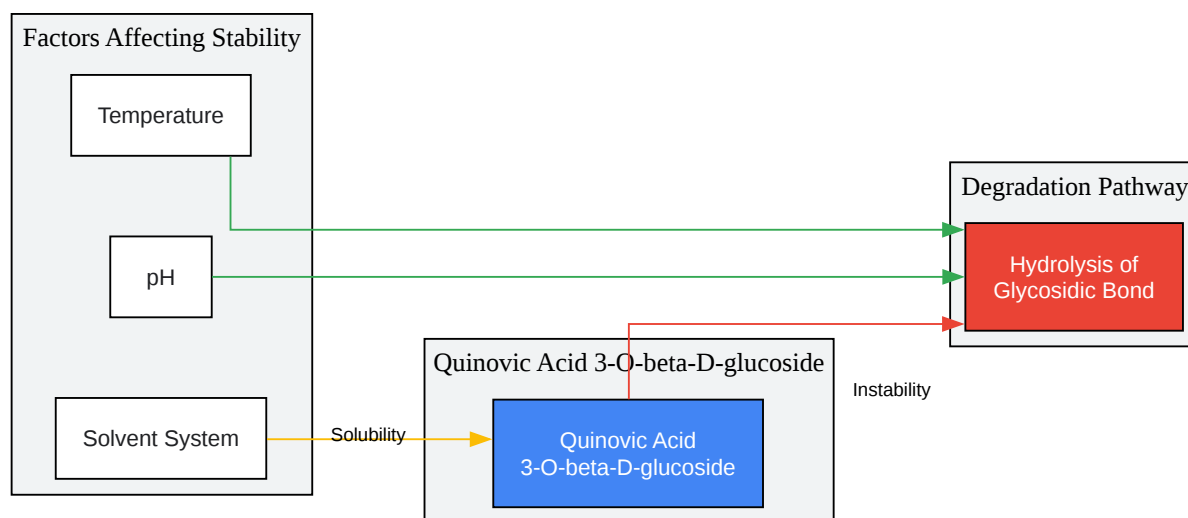 Factors Affecting Stability
Temperature
pH
Solvent System
Solubility
Quinovic Acid 3-O-beta-D-glucoside
Quinovic Acid
3-O-beta-D-glucoside
Instability
Degradation Pathway
Hydrolysis of
Glycosidic Bond